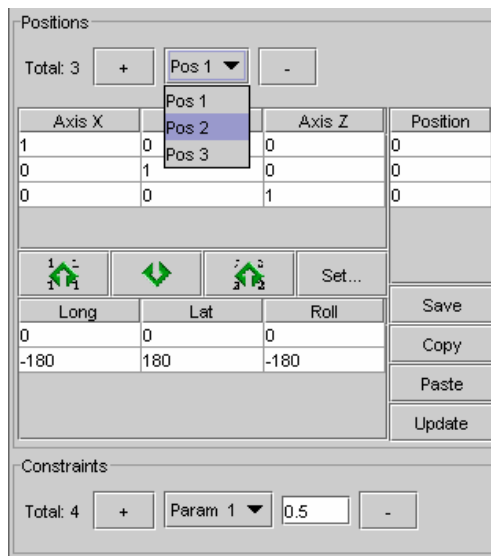 Positions
Total: 3 + Pos 1 -
Pos 1
Pos 2
Pos 3
Axis X Axis Z Position
1 0 0 0
0 1 0 0
0 0 1 0
Set...
Long Lat Roll
0 0 0
-180 180 -180
Save
Copy
Paste
Update
Constraints
Total: 4 + Param 1 0.5 -